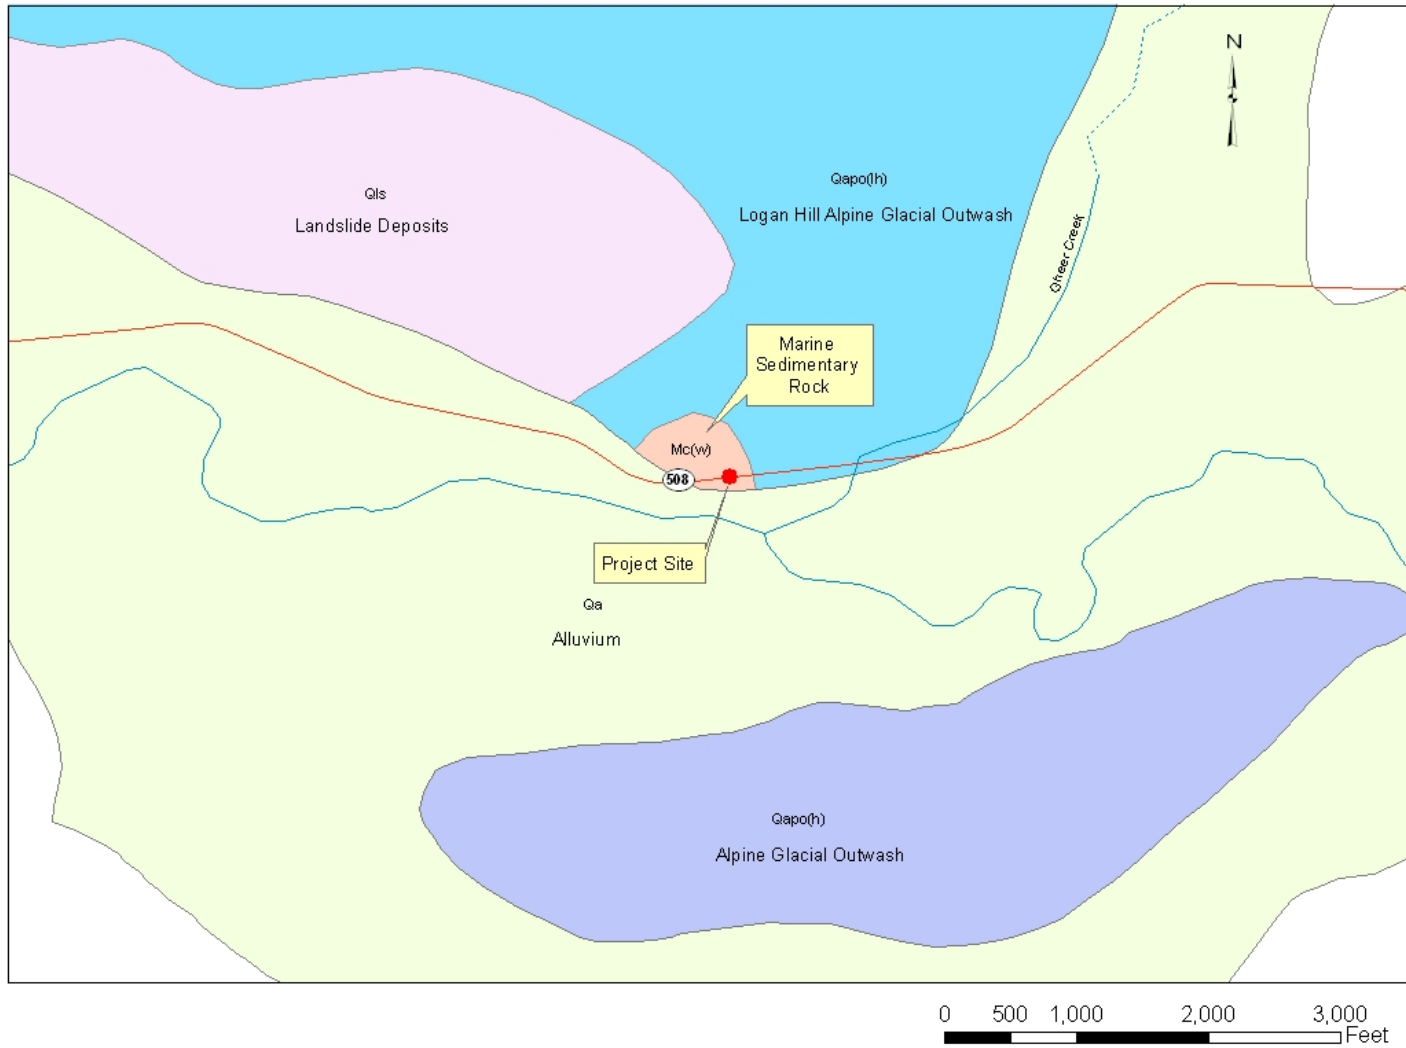 N
Qls
Landslide Deposits
Qapo(lh)
Logan Hill Alpine Glacial Outwash
Gheer Creek
Marine
Sedimentary
Rock
Mc(w)
508
Project Site
Qa
Alluvium
Qapo(h)
Alpine Glacial Outwash
0 500 1,000 2,000 3,000
Feet